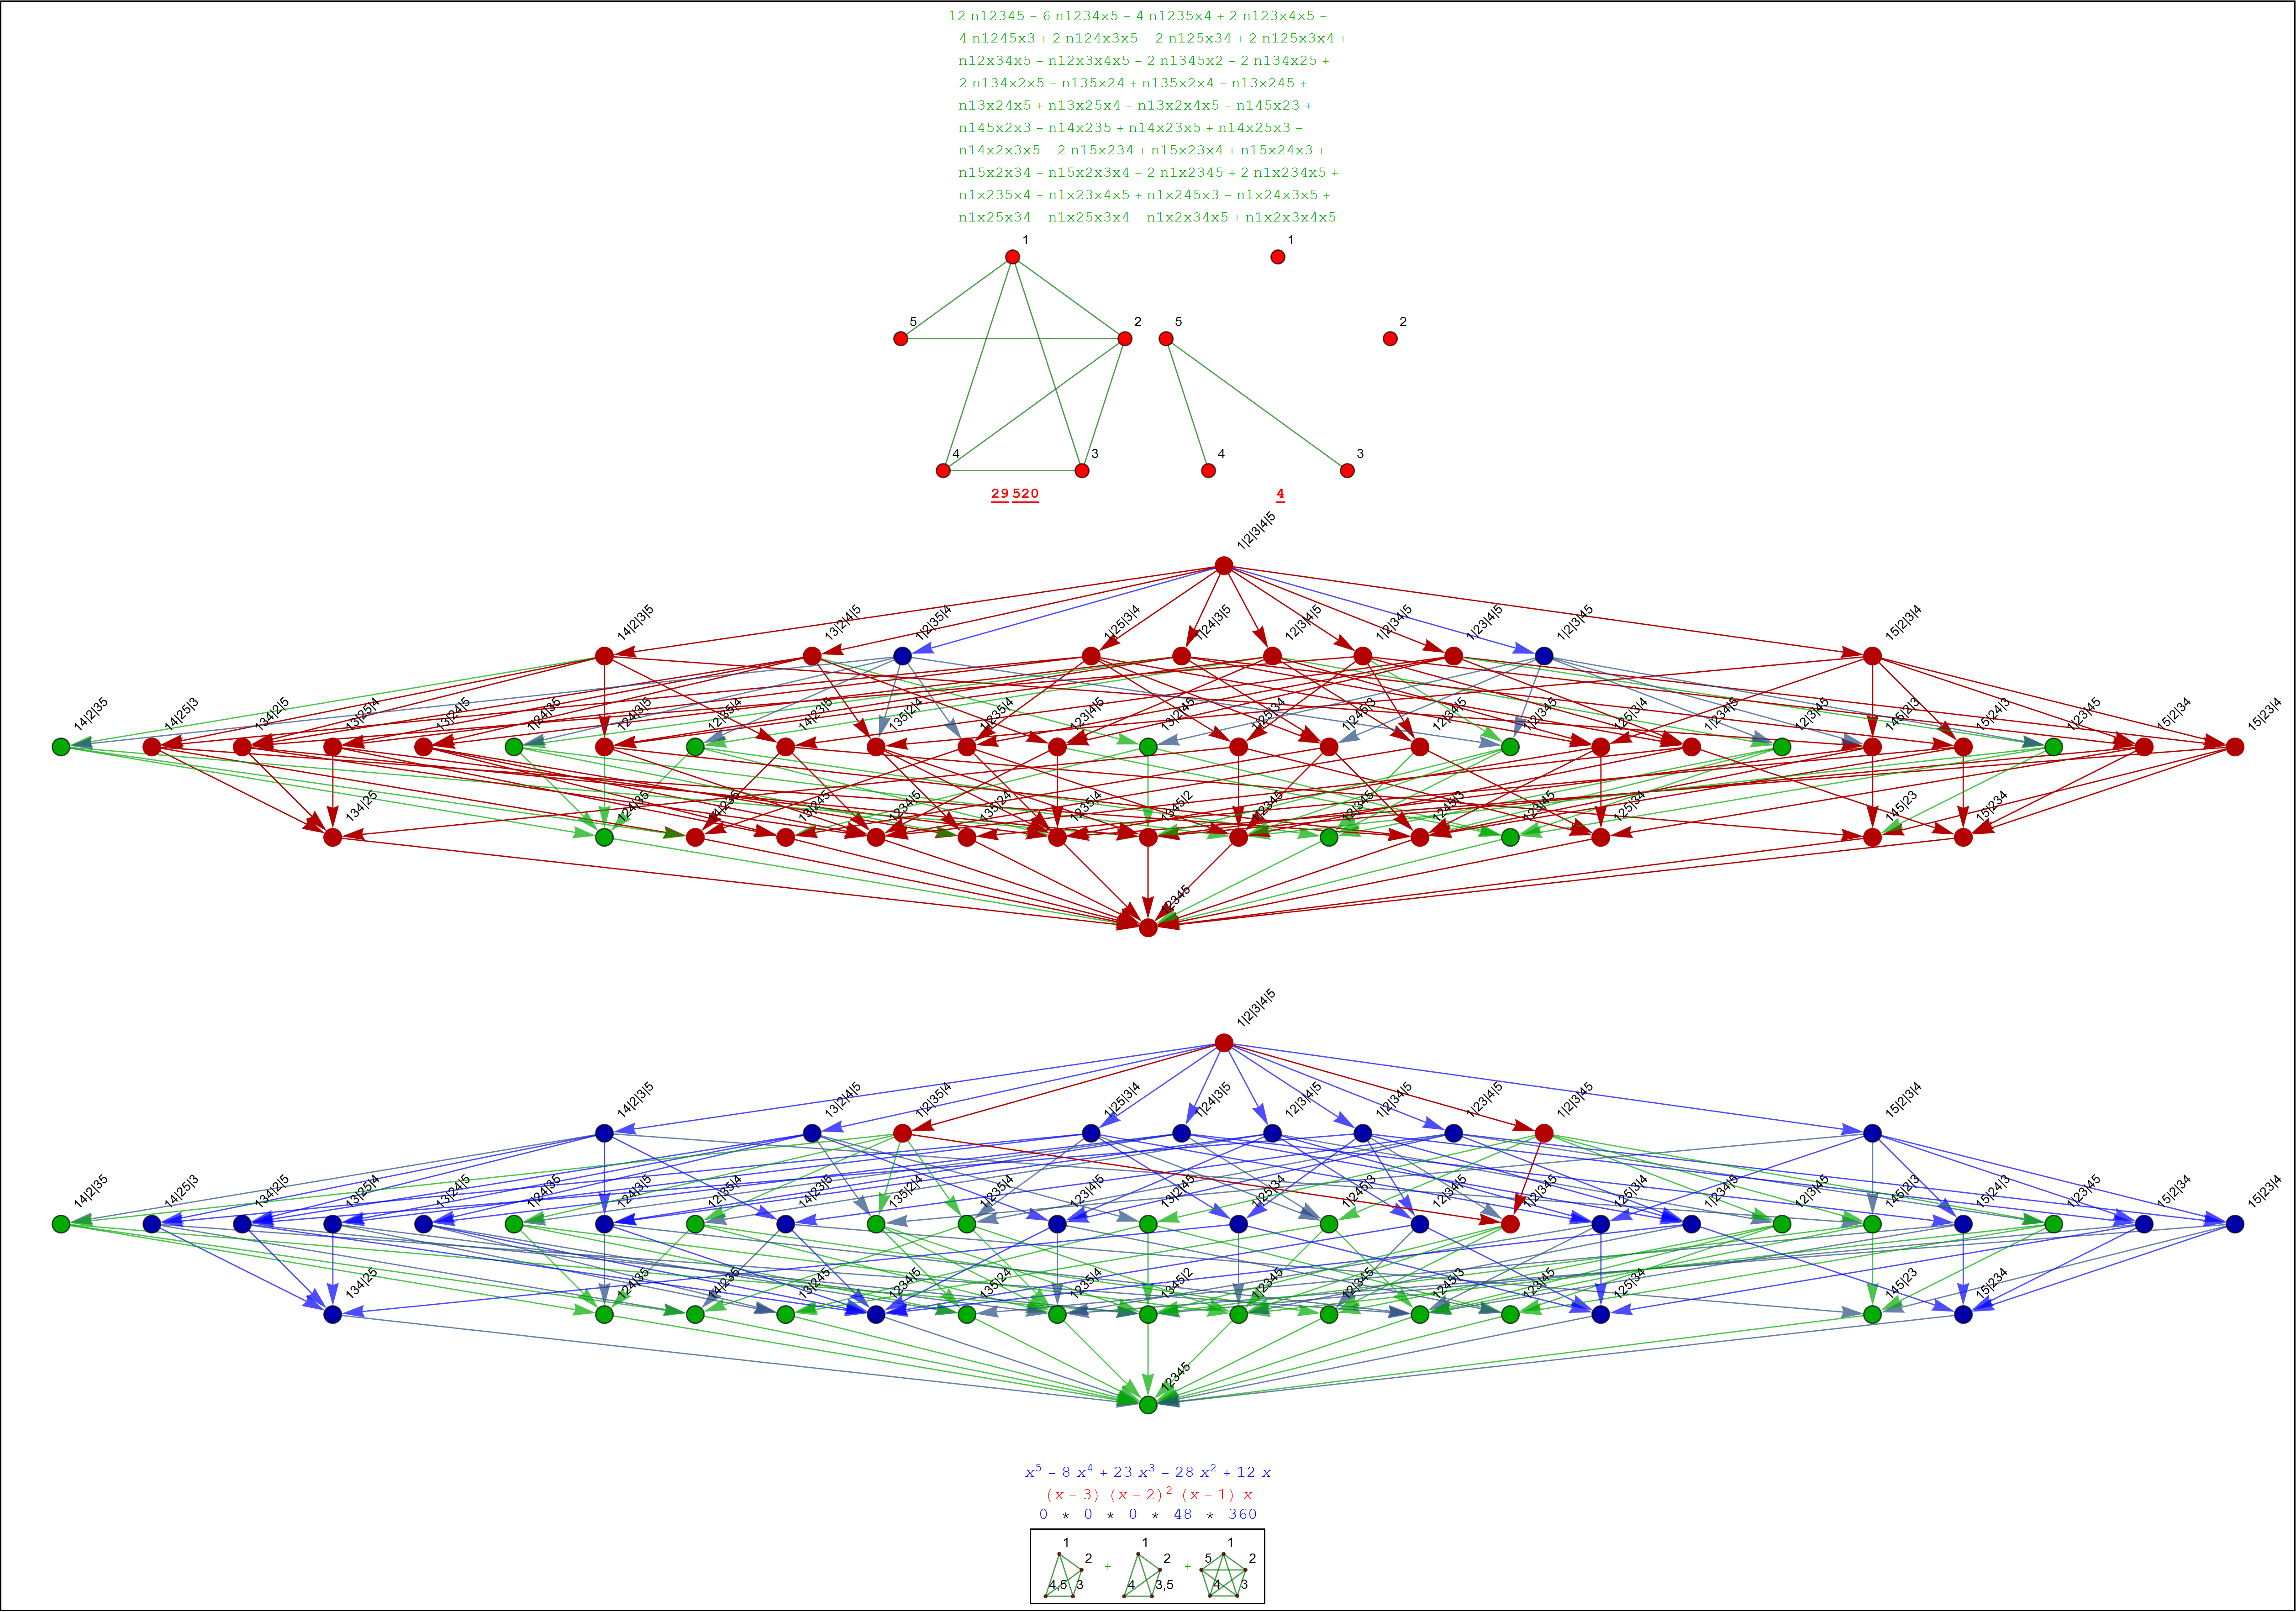 12 n12345 − 6 n1234x5 − 4 n1235x4 + 2 n123x4x5 −
4 n1245x3 + 2 n124x3x5 − 2 n125x34 + 2 n125x3x4 +
n12x34x5 − n12x3x4x5 − 2 n1345x2 − 2 n134x25 +
2 n134x2x5 − n135x24 + n135x2x4 − n13x245 +
n13x24x5 + n13x25x4 − n13x2x4x5 − n145x23 +
n145x2x3 − n14x235 + n14x23x5 + n14x25x3 −
n14x2x3x5 − 2 n15x234 + n15x23x4 + n15x24x3 +
n15x2x34 − n15x2x3x4 − 2 n1x2345 + 2 n1x234x5 +
n1x235x4 − n1x23x4x5 + n1x245x3 − n1x24x3x5 +
n1x25x34 − n1x25x3x4 − n1x2x34x5 + n1x2x3x4x5
1 1
5 2 5 2
4 3 4 3
29 520 4
1|2|3|4|5
14|2|3|5 13|2|4|5 1|2|35|4 1|25|3|4 1|24|3|5 12|3|4|5 1|2|34|5 1|23|4|5 1|2|3|45 15|2|3|4
14|2|35 14|25|3 134|2|5 13|25|4 13|24|5 1|24|35 124|3|5 12|35|4 14|23|5 135|2|4 1|235|4 123|4|5 13|2|45 1|25|34 1|245|3 12|34|5 1|2|345 125|3|4 1|234|5 12|3|45 145|2|3 15|24|3 1|23|45 15|2|34 15|23|4
134|25 124|35 14|235 13|245 1234|5 135|24 1235|4 1345|2 1|2345 12|345 1245|3 123|45 125|34 145|23 15|234
12345
1|2|3|4|5
14|2|3|5 13|2|4|5 1|2|35|4 1|25|3|4 1|24|3|5 12|3|4|5 1|2|34|5 1|23|4|5 1|2|3|45 15|2|3|4
14|2|35 14|25|3 134|2|5 13|25|4 13|24|5 1|24|35 124|3|5 12|35|4 14|23|5 135|2|4 1|235|4 123|4|5 13|2|45 1|25|34 1|245|3 12|34|5 1|2|345 125|3|4 1|234|5 12|3|45 145|2|3 15|24|3 1|23|45 15|2|34 15|23|4
134|25 124|35 14|235 13|245 1234|5 135|24 1235|4 1345|2 1|2345 12|345 1245|3 123|45 125|34 145|23 15|234
12345
x⁵ − 8 x⁴ + 23 x³ − 28 x² + 12 x
(x − 3) (x − 2)² (x − 1) x
0 * 0 * 0 * 48 * 360
1 1 1
2 + 2 + 5 2
4,5 3 4 3,5 4 3